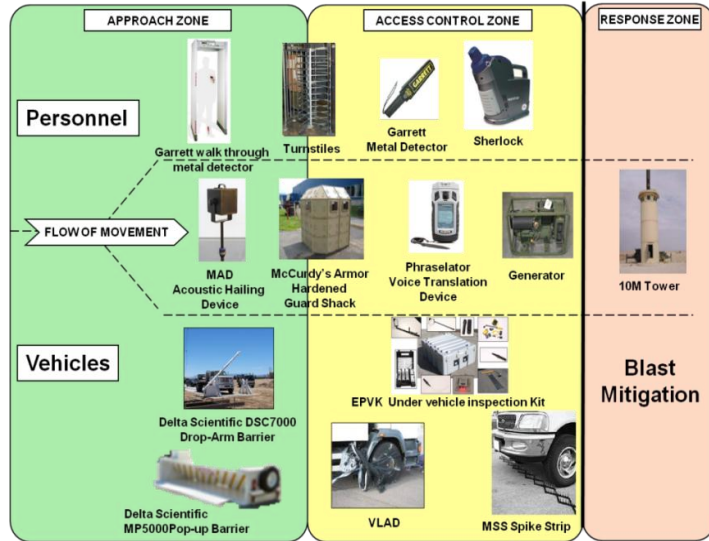 APPROACH ZONE
ACCESS CONTROL ZONE
RESPONSE ZONE
Personnel
Garrett walk through
metal detector
Turnstiles
GARRETT
Garrett
Metal Detector
Sherlock
FLOW OF MOVEMENT
MAD
Acoustic Hailing
Device
McCurdy's Armor
Hardened
Guard Shack
Phraselator
Voice Translation
Device
Generator
10M Tower
Vehicles
Delta Scientific DSC7000
Drop-Arm Barrier
EPVK Under vehicle inspection Kit
Blast
Mitigation
Delta Scientific
MP5000Pop-up Barrier
VLAD
MSS Spike Strip